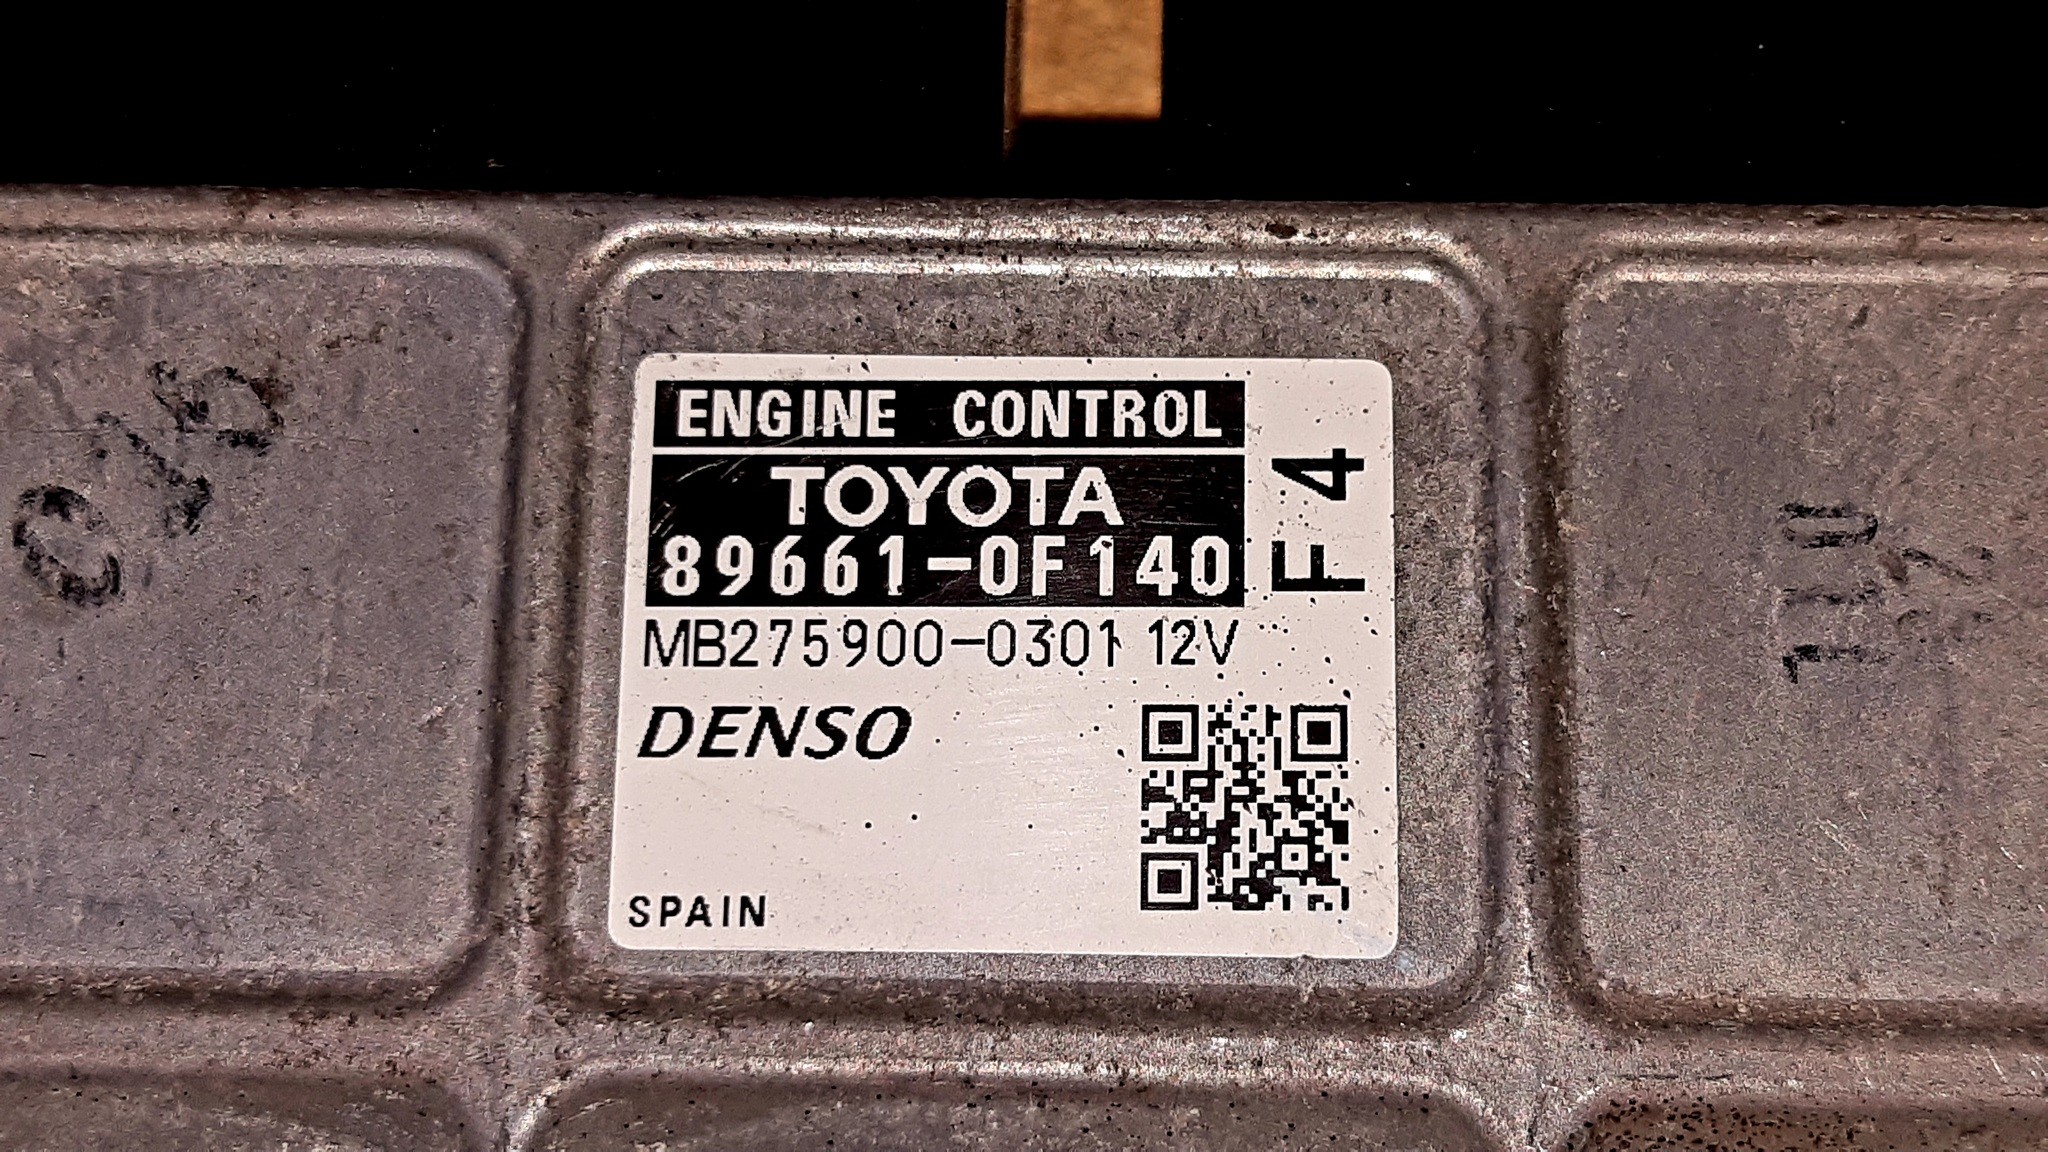 ENGINE CONTROL
TOYOTA
89661-0F140
F4
MB275900-0301 12V
DENSO
SPAIN